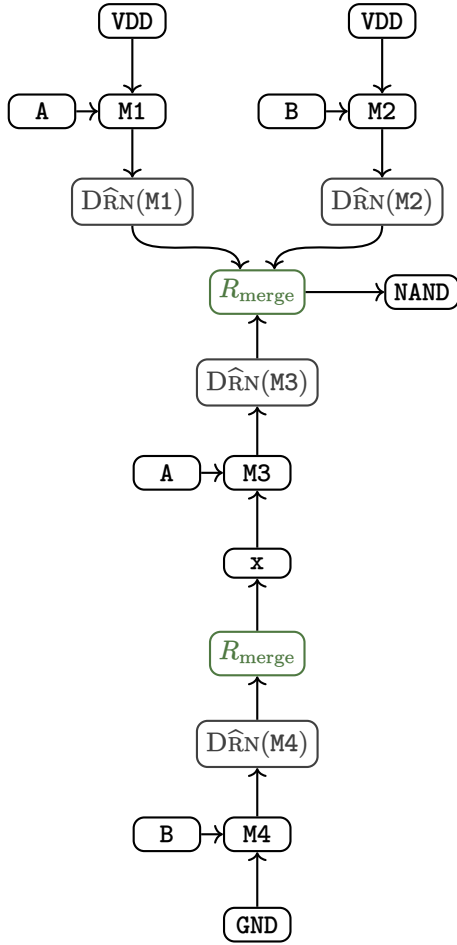 VDD VDD
A M1 B M2
DR̂N(M1) DR̂N(M2)
R_merge NAND
DR̂N(M3)
A M3
x
R_merge
DR̂N(M4)
B M4
GND